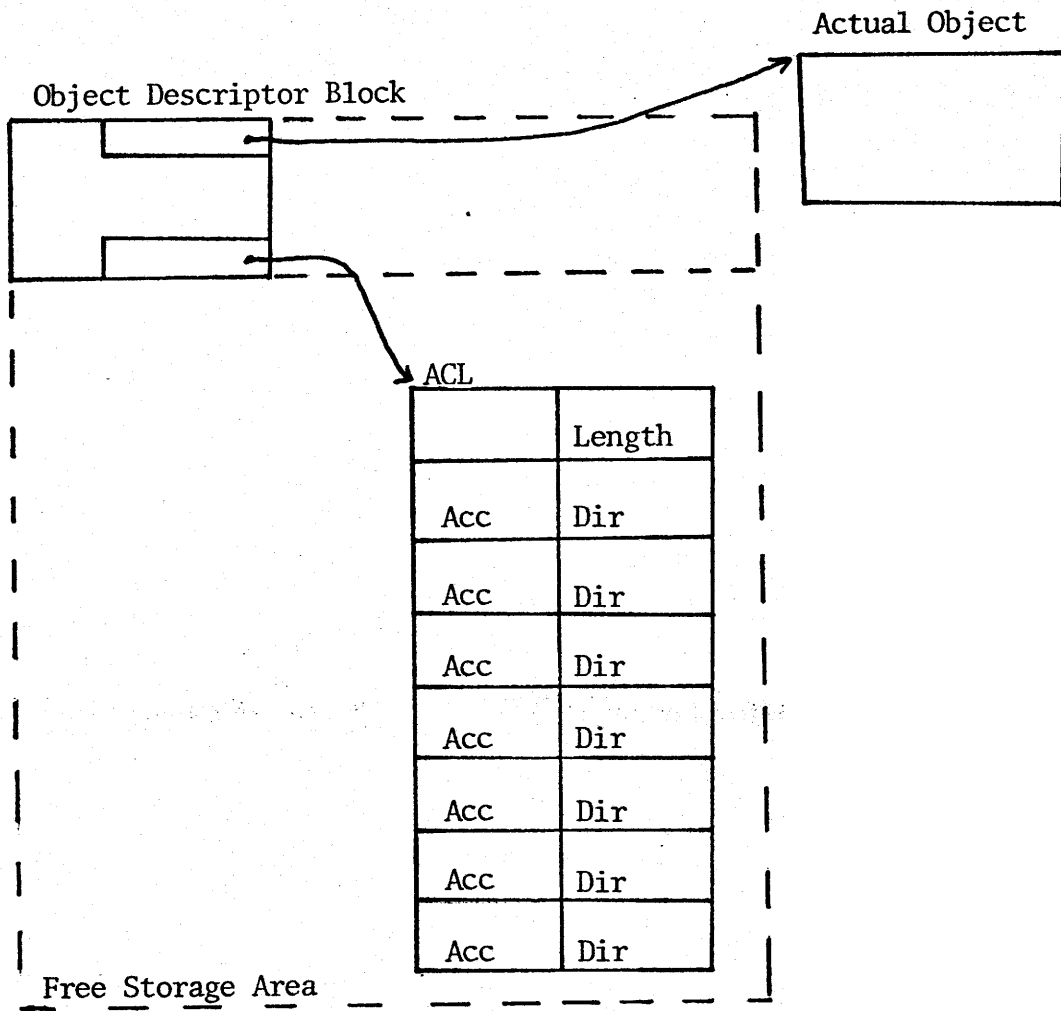 Actual Object
Object Descriptor Block
ACL
Length
Acc Dir
Acc Dir
Acc Dir
Acc Dir
Acc Dir
Acc Dir
Acc Dir
Free Storage Area